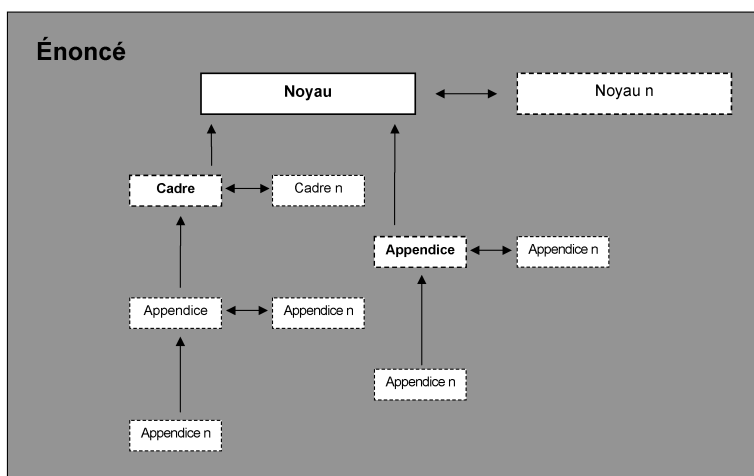 Énoncé
Noyau
Noyau n
Cadre
Cadre n
Appendice
Appendice n
Appendice
Appendice n
Appendice n
Appendice n